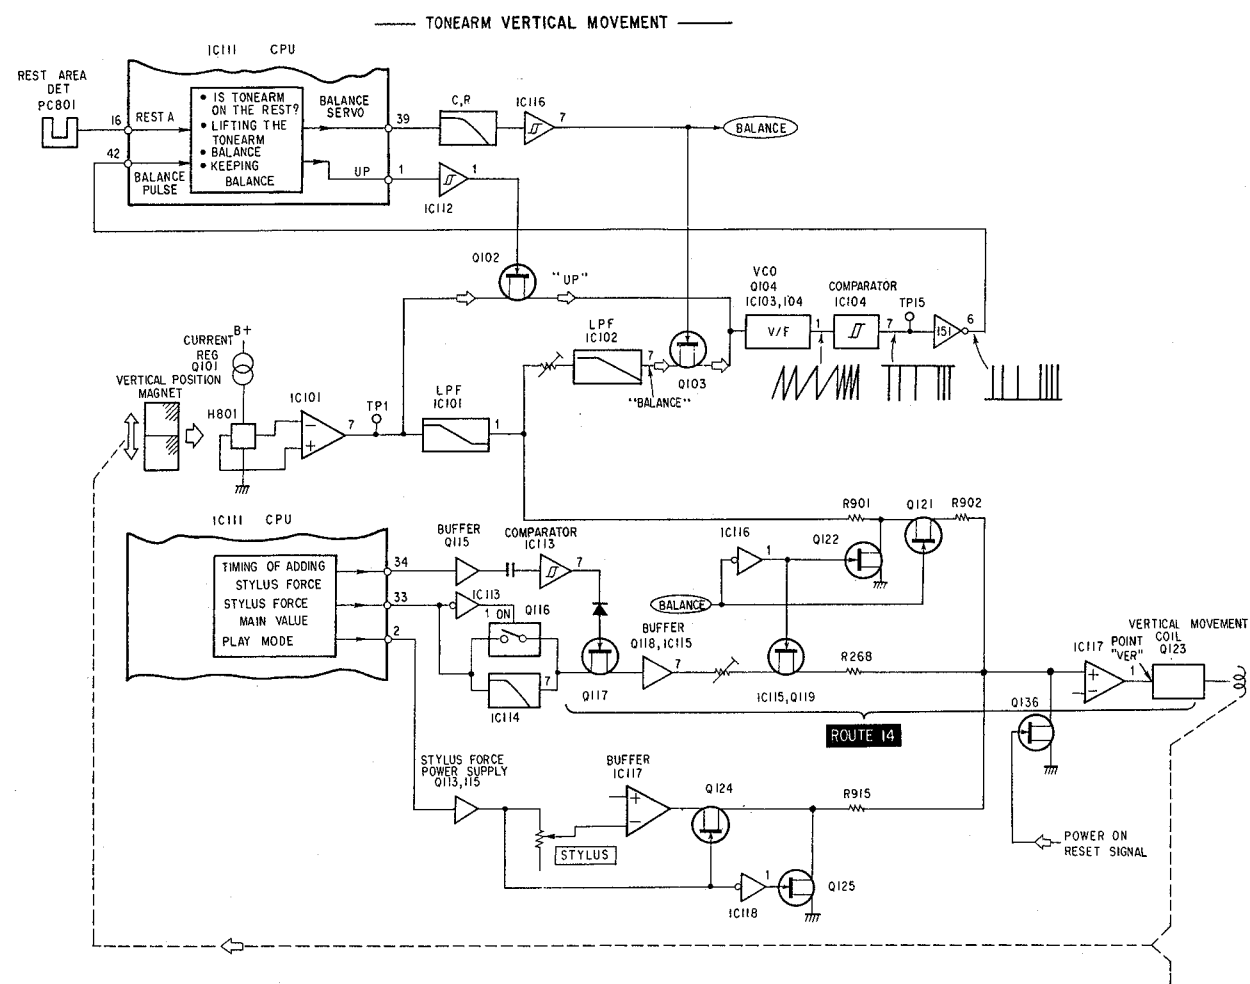 TONEARM VERTICAL MOVEMENT
IC111 CPU
REST AREA
DET
PC801
16
REST A
42
BALANCE
PULSE
• IS TONEARM
ON THE REST?
• LIFTING THE
TONEARM
• BALANCE
• KEEPING
BALANCE
BALANCE
SERVO
39
UP
1
C,R
IC116
7
BALANCE
1
IC112
Q102
"UP"
VCO
Q104
IC103,104
V/F
1
COMPARATOR
IC104
7
TP15
151
6
LPF
IC102
7
"BALANCE"
Q103
B+
CURRENT
REG
Q101
VERTICAL POSITION
MAGNET
H801
IC101
−
+
7
TP1
LPF
IC101
1
IC111 CPU
TIMING OF ADDING
STYLUS FORCE
STYLUS FORCE
MAIN VALUE
PLAY MODE
34
33
2
BUFFER
Q115
COMPARATOR
IC113
7
IC113
1 ON
Q116
7
IC114
Q117
BUFFER
Q118,IC115
7
IC115,Q119
IC116
1
BALANCE
R901
Q121
R902
Q122
R268
ROUTE 14
IC117
+
−
POINT
"VER"
1
VERTICAL MOVEMENT
COIL
Q123
Q136
POWER ON
RESET SIGNAL
STYLUS FORCE
POWER SUPPLY
Q113,115
STYLUS
BUFFER
IC117
+
−
Q124
R915
IC118
1
Q125